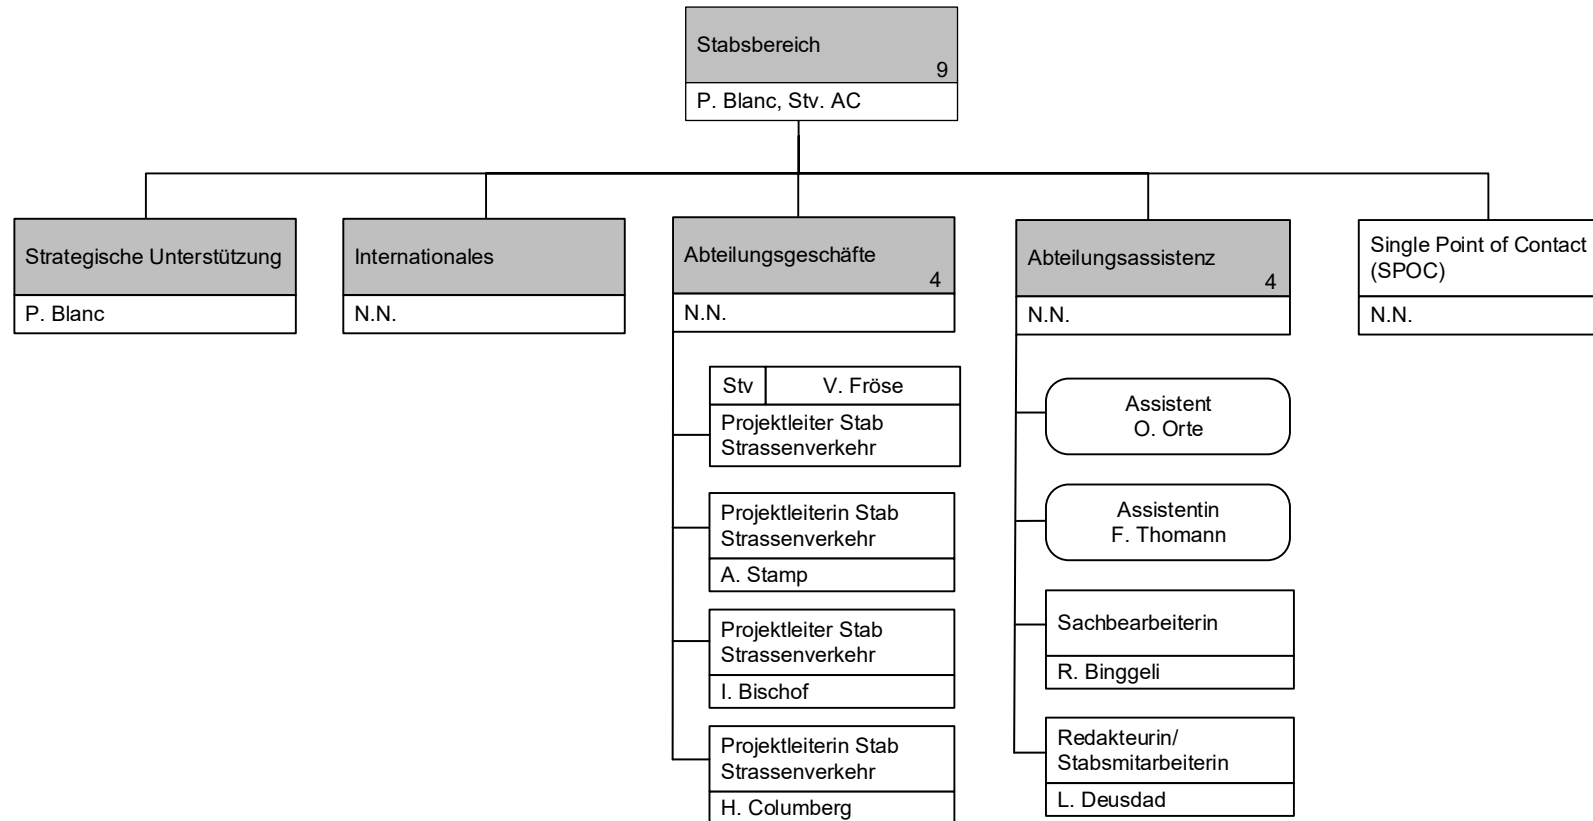 Stabsbereich
9
P. Blanc, Stv. AC
Strategische Unterstützung
P. Blanc
Internationales
N.N.
Abteilungsgeschäfte
4
N.N.
Stv
V. Fröse
Projektleiter Stab
Strassenverkehr
Projektleiterin Stab
Strassenverkehr
A. Stamp
Projektleiter Stab
Strassenverkehr
I. Bischof
Projektleiterin Stab
Strassenverkehr
H. Columberg
Abteilungsassistenz
4
N.N.
Assistent
O. Orte
Assistentin
F. Thomann
Sachbearbeiterin
R. Binggeli
Redakteurin/
Stabsmitarbeiterin
L. Deusdad
Single Point of Contact
(SPOC)
N.N.